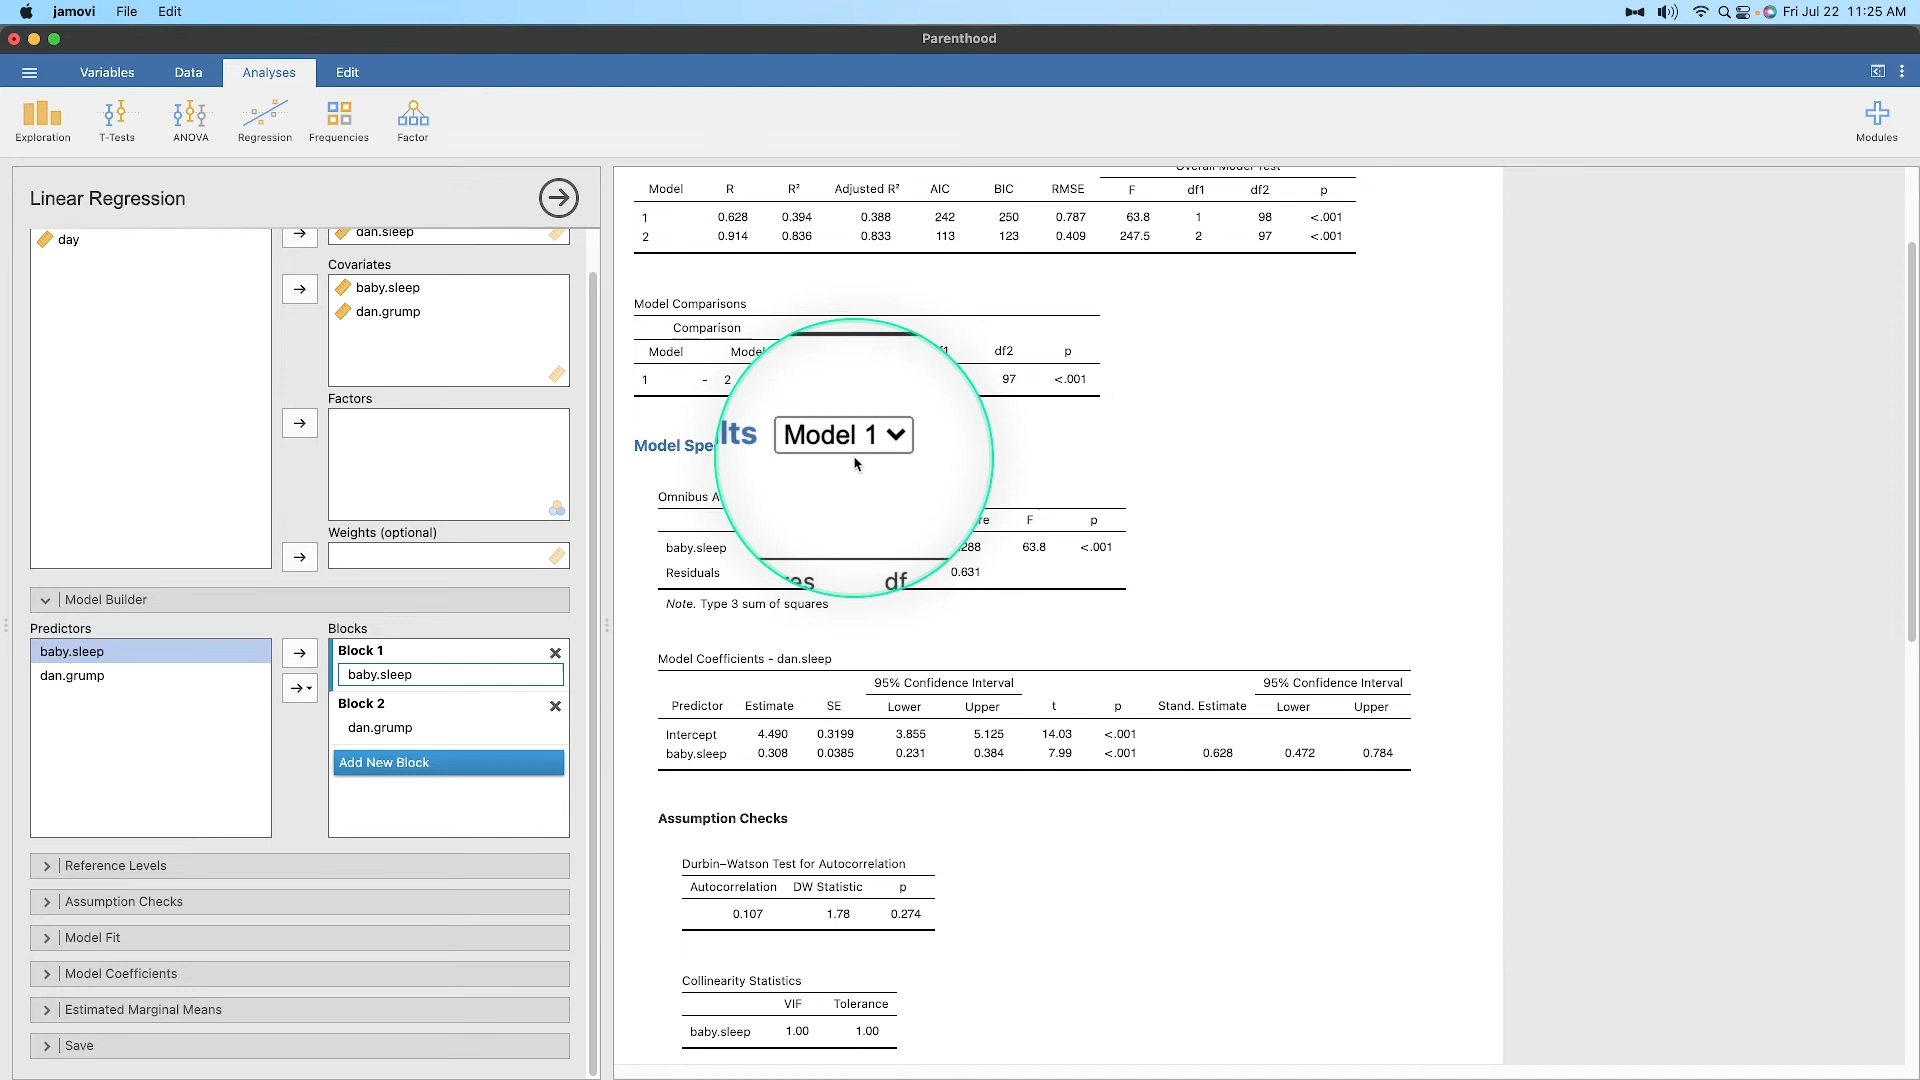 jamovi File Edit Fri Jul 22 11:25 AM
Parenthood
Variables Data Analyses Edit
Exploration T-Tests ANOVA Regression Frequencies Factor Modules
Linear Regression
day
dan.sleep
Covariates
baby.sleep
dan.grump
Factors
Weights (optional)
Model Builder
Predictors
baby.sleep
dan.grump
Blocks
Block 1
baby.sleep
Block 2
dan.grump
Add New Block
Reference Levels
Assumption Checks
Model Fit
Model Coefficients
Estimated Marginal Means
Save
Overall Model Test
Model R R² Adjusted R² AIC BIC RMSE F df1 df2 p
1 0.628 0.394 0.388 242 250 0.787 63.8 1 98 <.001
2 0.914 0.836 0.833 113 123 0.409 247.5 2 97 <.001
Model Comparisons
Comparison
Model df2 p
1 - 2 97 <.001
Model Model 1
Omnibus
F p
baby.sleep 63.8 <.001
Residuals 0.631
df
Note. Type 3 sum of squares
Model Coefficients - dan.sleep
95% Confidence Interval 95% Confidence Interval
Predictor Estimate SE Lower Upper t p Stand. Estimate Lower Upper
Intercept 4.490 0.3199 3.855 5.125 14.03 <.001
baby.sleep 0.308 0.0385 0.231 0.384 7.99 <.001 0.628 0.472 0.784
Assumption Checks
Durbin–Watson Test for Autocorrelation
Autocorrelation DW Statistic p
0.107 1.78 0.274
Collinearity Statistics
VIF Tolerance
baby.sleep 1.00 1.00